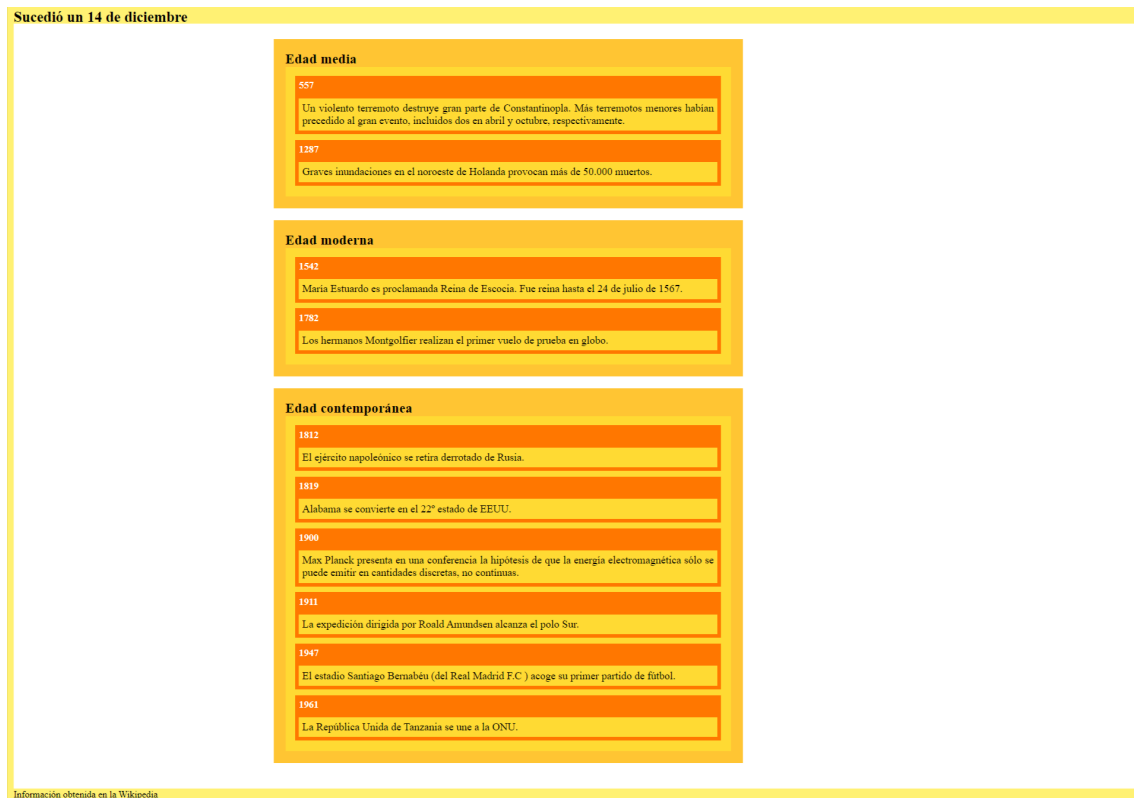 Sucedió un 14 de diciembre
Edad media
557
Un violento terremoto destruye gran parte de Constantinopla. Más terremotos menores habían
precedido al gran evento, incluidos dos en abril y octubre, respectivamente.
1287
Graves inundaciones en el noroeste de Holanda provocan más de 50.000 muertos.
Edad moderna
1542
María Estuardo es proclamanda Reina de Escocia. Fue reina hasta el 24 de julio de 1567.
1782
Los hermanos Montgolfier realizan el primer vuelo de prueba en globo.
Edad contemporánea
1812
El ejército napoleónico se retira derrotado de Rusia.
1819
Alabama se convierte en el 22º estado de EEUU.
1900
Max Planck presenta en una conferencia la hipótesis de que la energía electromagnética sólo se
puede emitir en cantidades discretas, no continuas.
1911
La expedición dirigida por Roald Amundsen alcanza el polo Sur.
1947
El estadio Santiago Bernabéu (del Real Madrid F.C ) acoge su primer partido de fútbol.
1961
La República Unida de Tanzania se une a la ONU.
Información obtenida en la Wikipedia